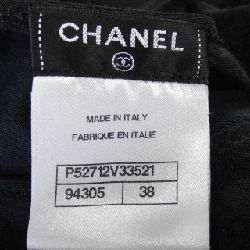 CHANEL
MADE IN ITALY
FABRIQUE EN ITALIE
P52712V33521
94305 38